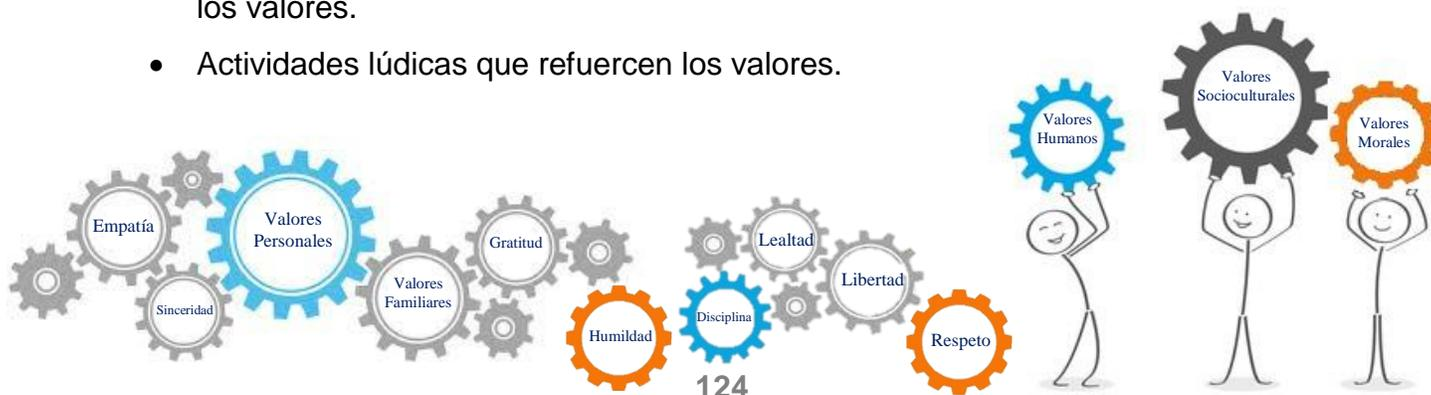 los valores.
• Actividades lúdicas que refuercen los valores.
Empatía
Sinceridad
Valores
Personales
Valores
Familiares
Gratitud
Humildad
Disciplina
Lealtad
Libertad
Respeto
Valores
Humanos
Valores
Socioculturales
Valores
Morales
124